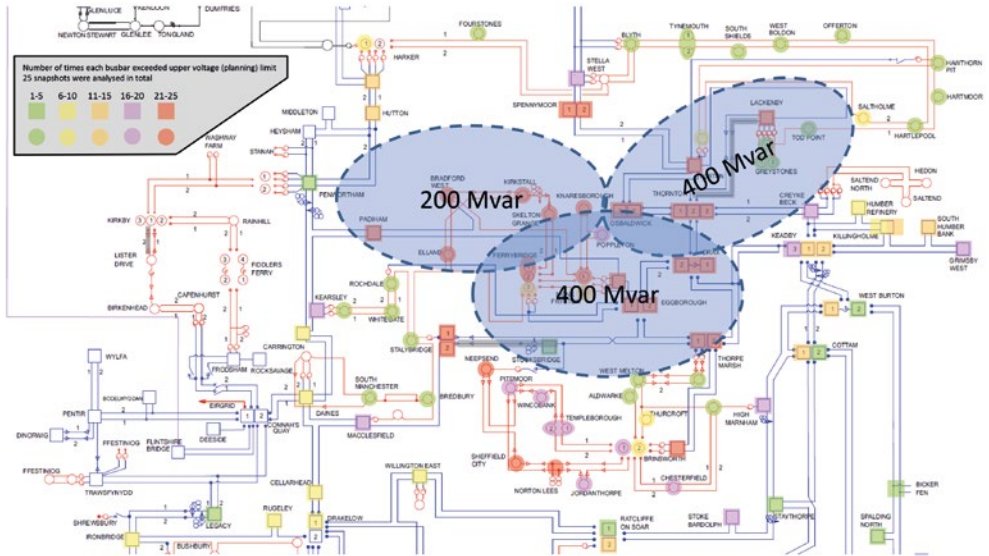 GLENLUCE
DUMFRIES
NEWTON STEWART GLENLEE TONGLAND
Number of times each busbar exceeded upper voltage (planning) limit
25 snapshots were analysed in total
1-5 6-10 11-15 16-20 21-25
FOURSTONES
HARKER
HUTTON
MIDDLETON
HEYSHAM
STANAH
WASHWAY
FARM
PENWORTHAM
STELLA
WEST
SPENNYMOOR
BLYTH
TYNEMOUTH
SOUTH
SHIELDS
WEST
BOLDON
OFFERTON
HAWTHORN
PIT
HARTMOOR
SALTHOLME
HARTLEPOOL
LACKENBY
TOD POINT
GREYSTONES
400 Mvar
THORNTON
200 Mvar
BRADFORD
WEST
KIRKSTALL
SKELTON
GRANGE
KNARESBOROUGH
OSBALDWICK
POPPLETON
PADIHAM
ELLAND
FERRYBRIDGE
400 Mvar
EGGBOROUGH
CREYKE
BECK
SALTEND
NORTH
HEDON
SALTEND
HUMBER
REFINERY
KILLINGHOLME
SOUTH
HUMBER
BANK
KEADBY
GRIMSBY
WEST
KIRKBY
RAINHILL
LISTER
DRIVE
FIDDLERS
FERRY
BIRKENHEAD
CAPENHURST
FRODSHAM
ROCKSAVAGE
ROCHDALE
KEARSLEY
WHITEGATE
CARRINGTON
STALYBRIDGE
STOCKSBRIDGE
THORPE
MARSH
WEST BURTON
COTTAM
WYLFA
PENTIR
DINORWIG
FFESTINIOG
FFESTINIOG
TRAWSFYNYDD
FLINTSHIRE
BRIDGE
DEESIDE
EIRGRID
CONNAH'S
QUAY
DAINES
SOUTH
MANCHESTER
BREDBURY
MACCLESFIELD
NEEPSEND
PITSMOOR
WINCOBANK
TEMPLEBOROUGH
WEST MELTON
ALDWARKE
THURCROFT
BRINSWORTH
HIGH
MARNHAM
SHEFFIELD
CITY
NORTON LEES
JORDANTHORPE
CHESTERFIELD
SHREWSBURY
IRONBRIDGE
LEGACY
BUSHBURY
RUGELEY
CELLARHEAD
DRAKELOW
WILLINGTON EAST
RATCLIFFE
ON SOAR
STOKE
BARDOLPH
STAYTHORPE
SPALDING
NORTH
BICKER
FEN